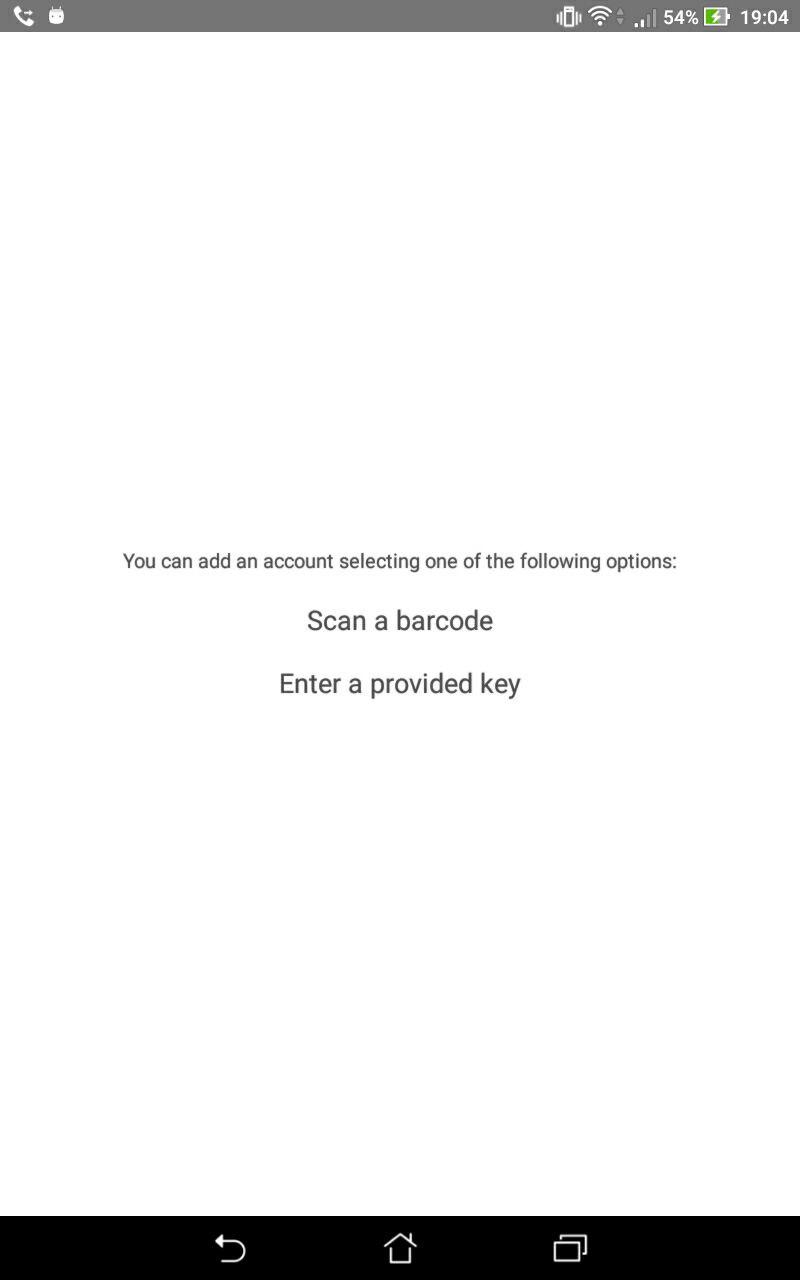 54% 19:04
You can add an account selecting one of the following options:
Scan a barcode
Enter a provided key